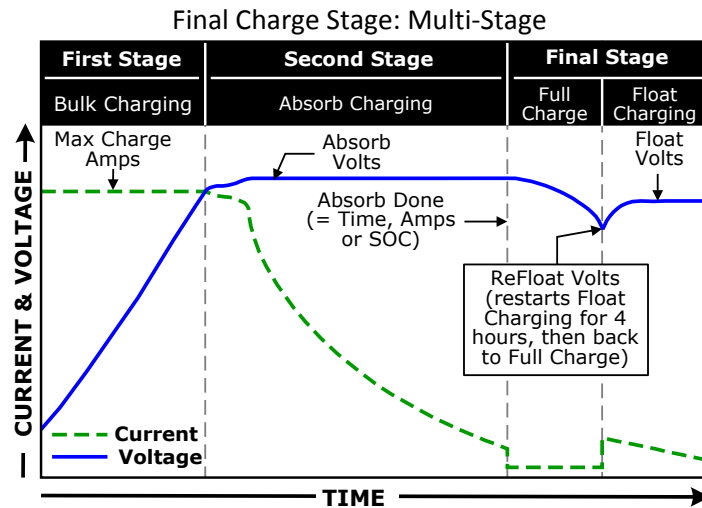 Final Charge Stage: Multi-Stage
First Stage
Second Stage
Final Stage
Bulk Charging
Absorb Charging
Full
Charge
Float
Charging
Max Charge
Amps
Absorb
Volts
Float
Volts
Absorb Done
(= Time, Amps
or SOC)
ReFloat Volts
(restarts Float
Charging for 4
hours, then back
to Full Charge)
CURRENT & VOLTAGE
Current
Voltage
TIME